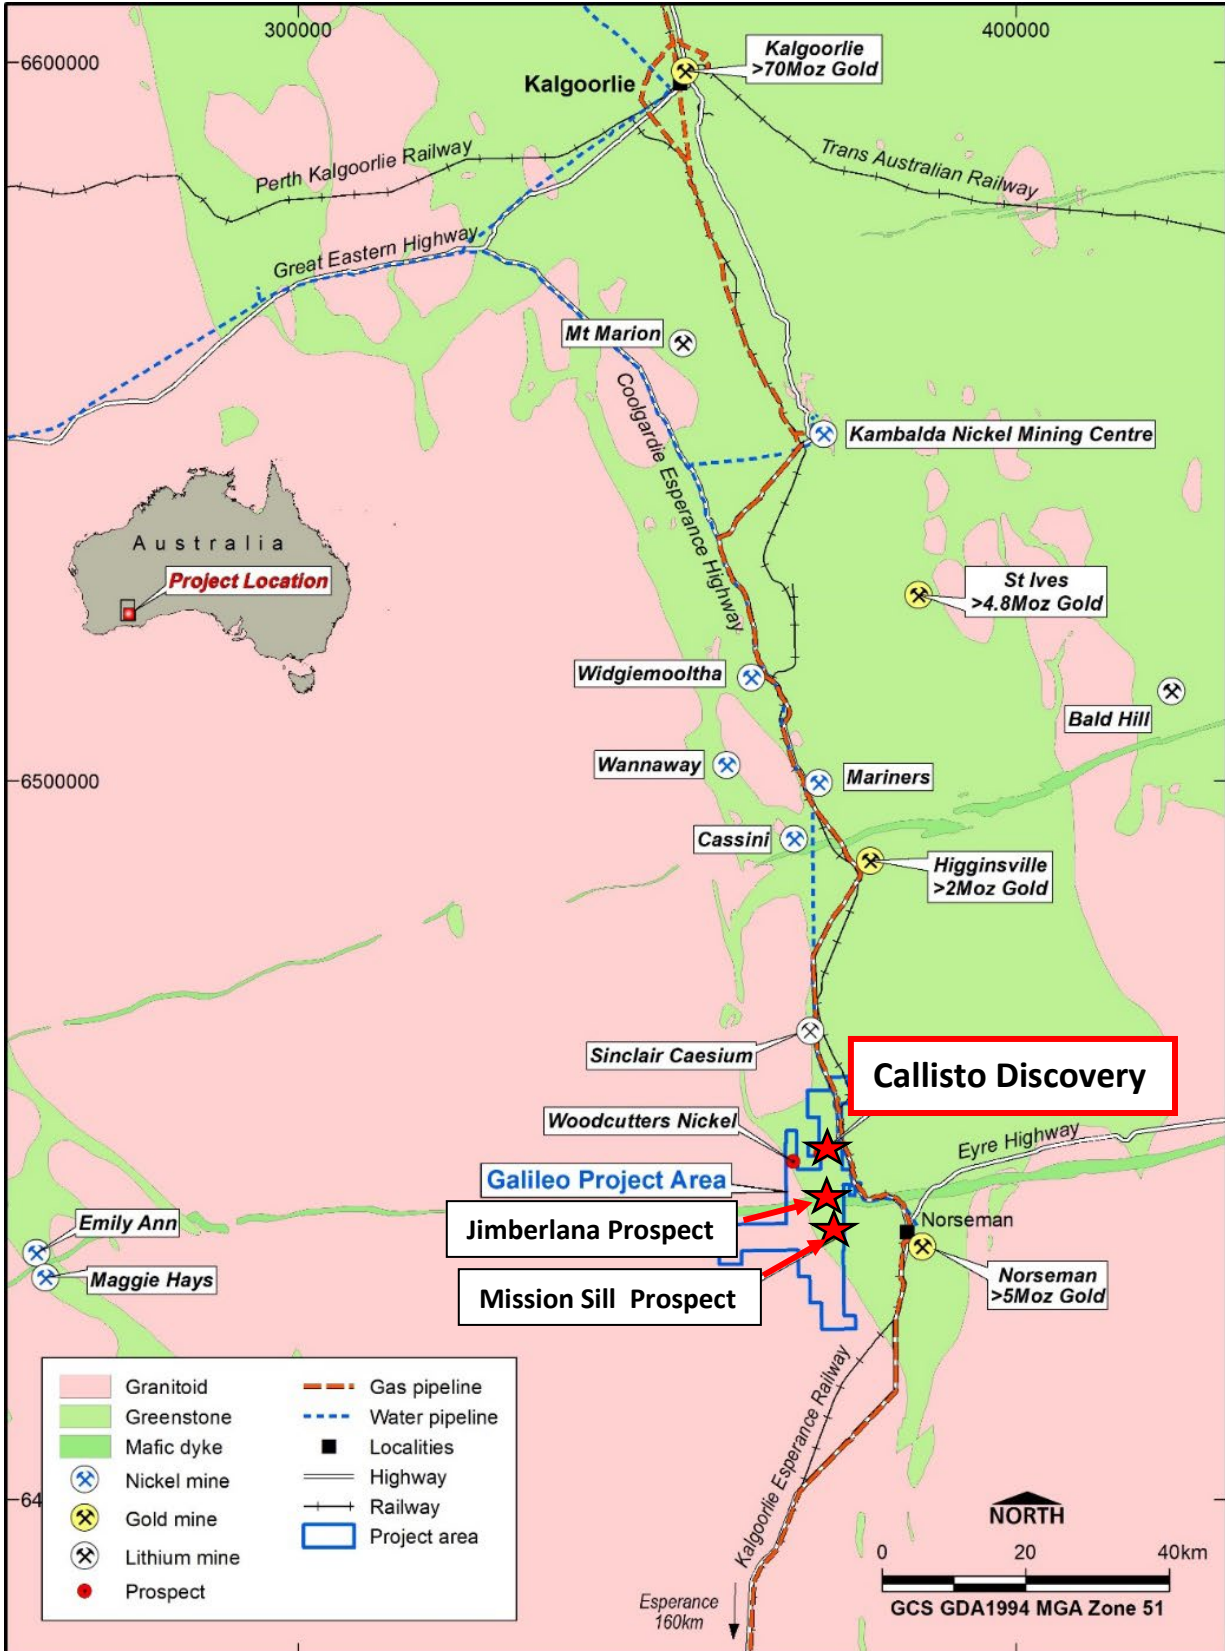 300000
400000
6600000
Kalgoorlie
>70Moz Gold
Kalgoorlie
Perth Kalgoorlie Railway
Trans Australian Railway
Great Eastern Highway
Mt Marion
Coolgardie Esperance Highway
Kambalda Nickel Mining Centre
Australia
Project Location
St Ives
>4.8Moz Gold
Widgiemooltha
Bald Hill
Wannaway
Mariners
6500000
Cassini
Higginsville
>2Moz Gold
Sinclair Caesium
Callisto Discovery
Woodcutters Nickel
Eyre Highway
Galileo Project Area
Jimberlana Prospect
Norseman
Emily Ann
Maggie Hays
Mission Sill Prospect
Norseman
>5Moz Gold
Kalgoorlie Esperance Railway
Granitoid
Greenstone
Mafic dyke
Nickel mine
Gold mine
Lithium mine
Prospect
Gas pipeline
Water pipeline
Localities
Highway
Railway
Project area
64
NORTH
0 20 40km
GCS GDA1994 MGA Zone 51
Esperance
160km